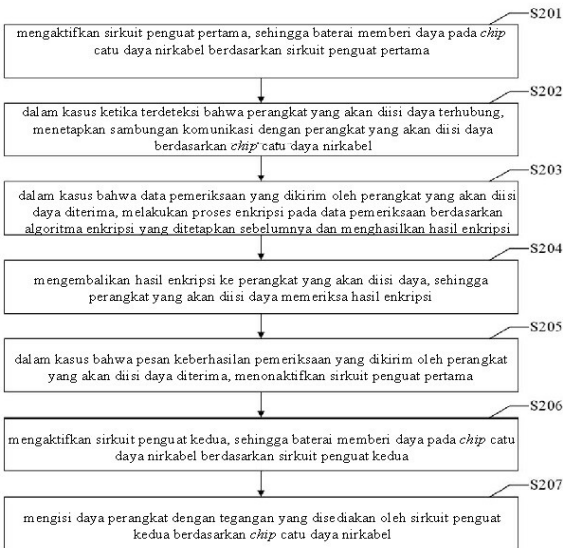 S201
mengaktifkan sirkuit penguat pertama, sehingga baterai memberi daya pada chip
catu daya nirkabel berdasarkan sirkuit penguat pertama
S202
dalam kasus ketika terdeteksi bahwa perangkat yang akan diisi daya terhubung,
menetapkan sambungan komunikasi dengan perangkat yang akan diisi daya
berdasarkan chip catu daya nirkabel
S203
dalam kasus bahwa data pemeriksaan yang dikirim oleh perangkat yang akan diisi
daya diterima, melakukan proses enkripsi pada data pemeriksaan berdasarkan
algoritma enkripsi yang ditetapkan sebelumnya dan menghasilkan hasil enkripsi
S204
mengembalikan hasil enkripsi ke perangkat yang akan diisi daya, sehingga
perangkat yang akan diisi daya memeriksa hasil enkripsi
S205
dalam kasus bahwa pesan keberhasilan pemeriksaan yang dikirim oleh perangkat
yang akan diisi daya diterima, menonaktifkan sirkuit penguat pertama
S206
mengaktifkan sirkuit penguat kedua, sehingga baterai memberi daya pada chip catu
daya nirkabel berdasarkan sirkuit penguat kedua
S207
mengisi daya perangkat dengan tegangan yang disediakan oleh sirkuit penguat
kedua berdasarkan chip catu daya nirkabel